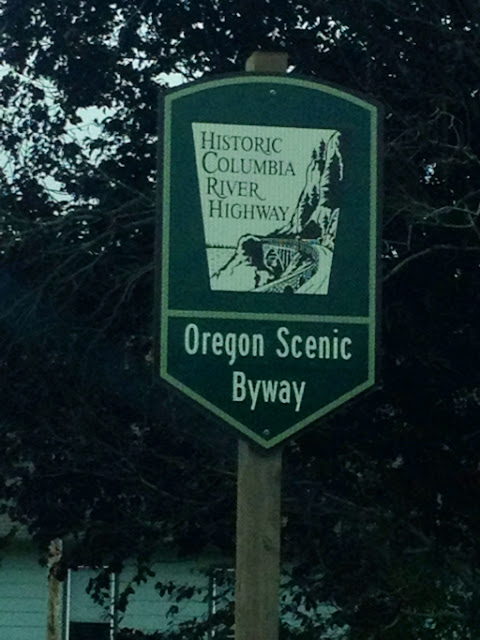 Historic
Columbia
River
Highway
Oregon Scenic
Byway